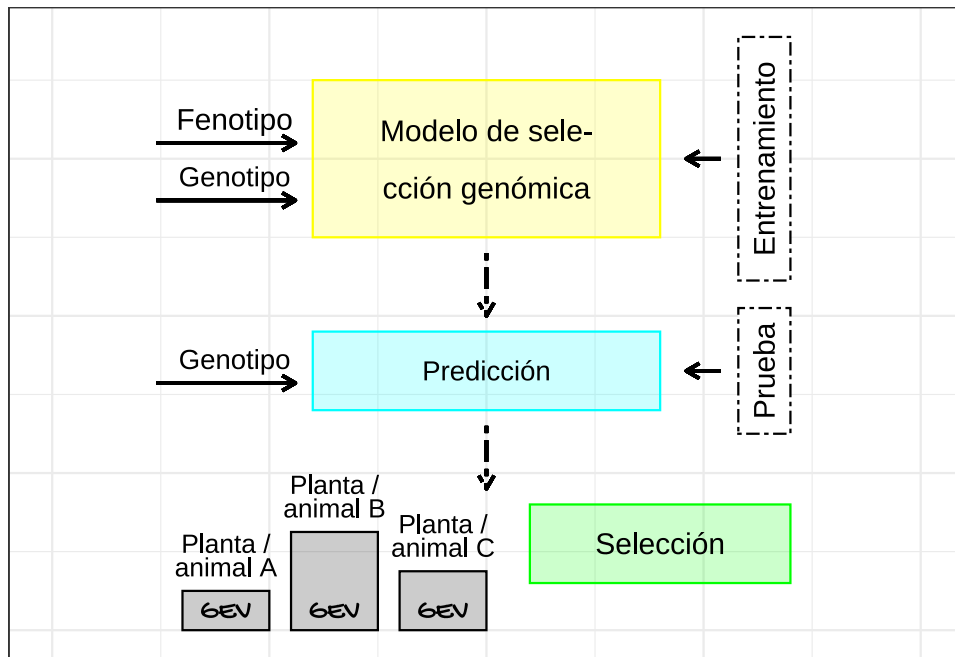 Fenotipo
Genotipo
Modelo de sele-
cción genómica
Entrenamiento
Genotipo
Predicción
Prueba
Planta /
animal A
GEV
Planta /
animal B
GEV
Planta /
animal C
GEV
Selección